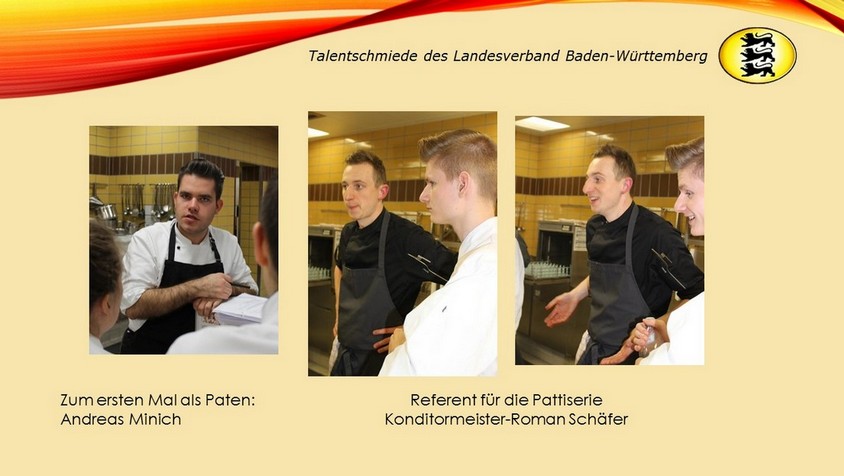 Talentschmiede des Landesverband Baden-Württemberg
Zum ersten Mal als Paten:
Andreas Minich
Referent für die Pattiserie
Konditormeister-Roman Schäfer